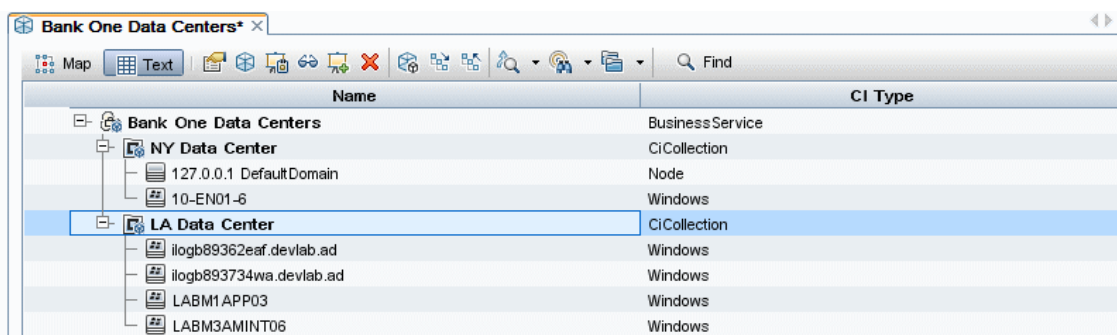 Bank One Data Centers*
Map Text Find
Name CI Type
Bank One Data Centers BusinessService
NY Data Center CiCollection
127.0.0.1 DefaultDomain Node
10-EN01-6 Windows
LA Data Center CiCollection
ilogb89362eaf.devlab.ad Windows
ilogb893734wa.devlab.ad Windows
LABM1APP03 Windows
LABM3AMINT06 Windows